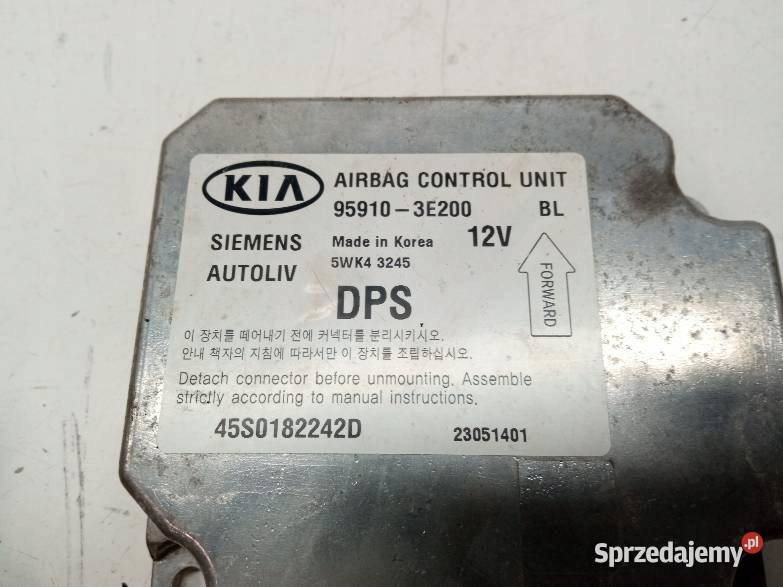 KIA AIRBAG CONTROL UNIT
95910-3E200 BL
SIEMENS Made in Korea 12V
AUTOLIV 5WK4 3245
FORWARD
DPS
이 장치를 떼어내기 전에 커넥터를 분리시키시오.
안내 책자의 지침에 따라서만 이 장치를 조립하십시오.
Detach connector before unmounting. Assemble
strictly according to manual instructions.
45S0182242D 23051401
Sprzedajemy.pl